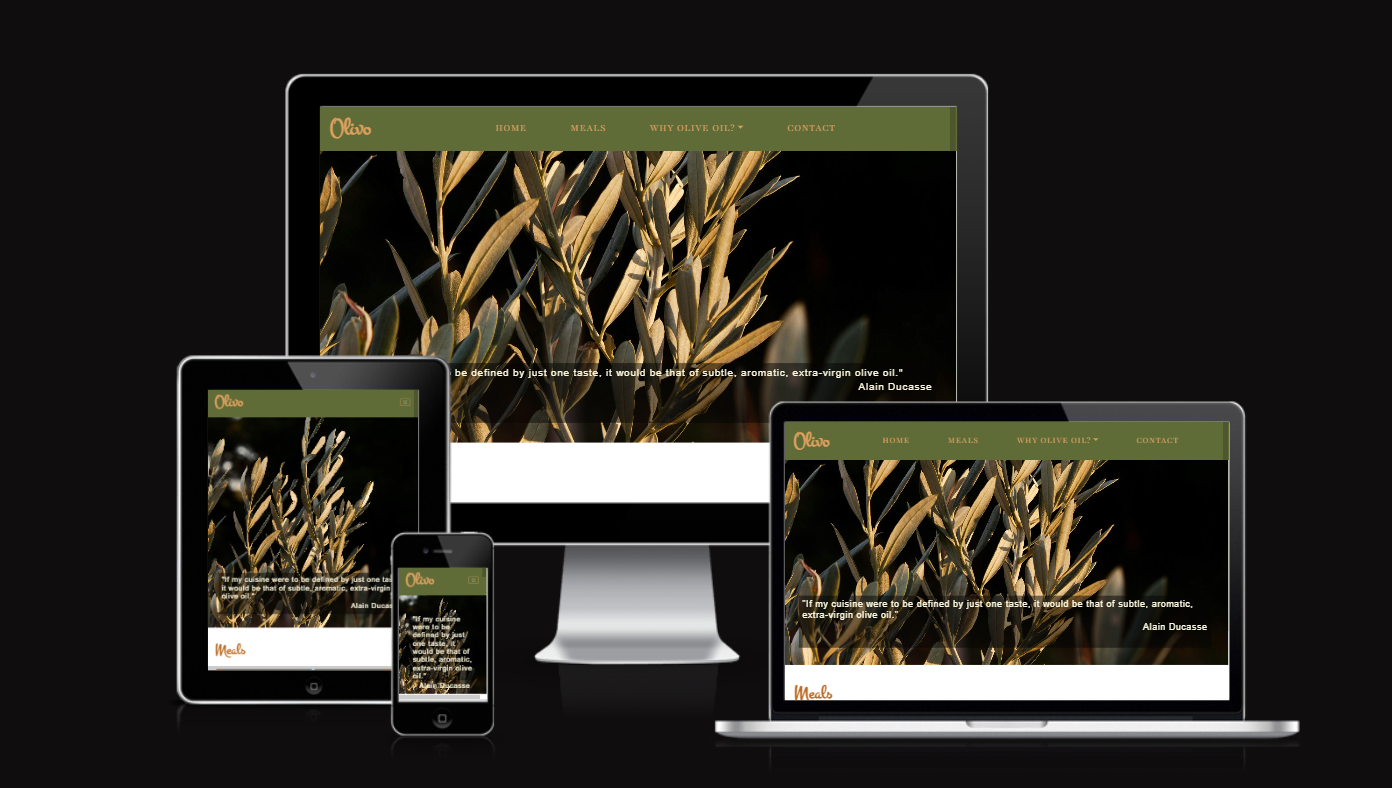 Olivo
HOME
MEALS
WHY OLIVE OIL?
CONTACT
be defined by just one taste, it would be that of subtle, aromatic, extra-virgin olive oil."
Alain Ducasse
Olivo
"If my cuisine were to be defined by just one tas
it would be that of subtle, aromatic, extra-virgin
olive oil."
Alain Ducas
Meals
Olivo
"If my cuisine
were to be
defined by just
one taste, it
would be that of
subtle, aromatic,
extra-virgin olive
oil."
Alain Ducasse
Olivo
HOME
MEALS
WHY OLIVE OIL?
CONTACT
"If my cuisine were to be defined by just one taste, it would be that of subtle, aromatic,
extra-virgin olive oil."
Alain Ducasse
Meals